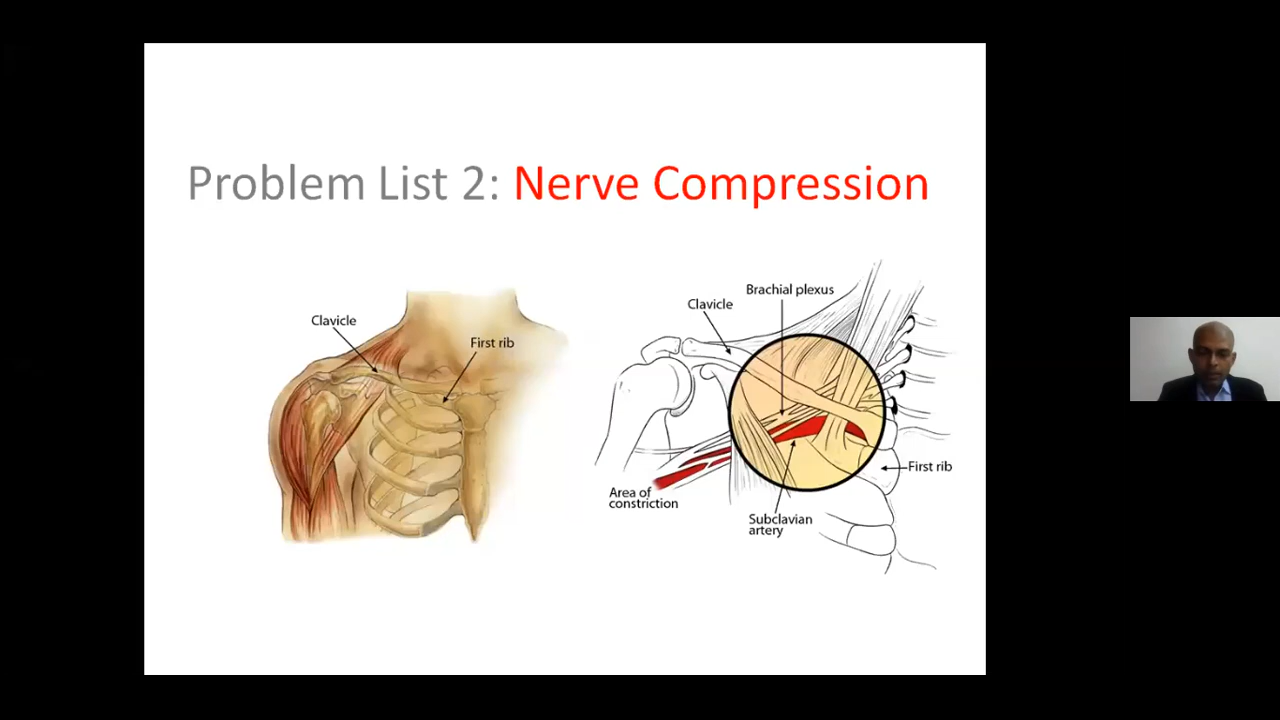 Problem List 2: Nerve Compression
Clavicle
First rib
Brachial plexus
Clavicle
First rib
Area of
constriction
Subclavian
artery